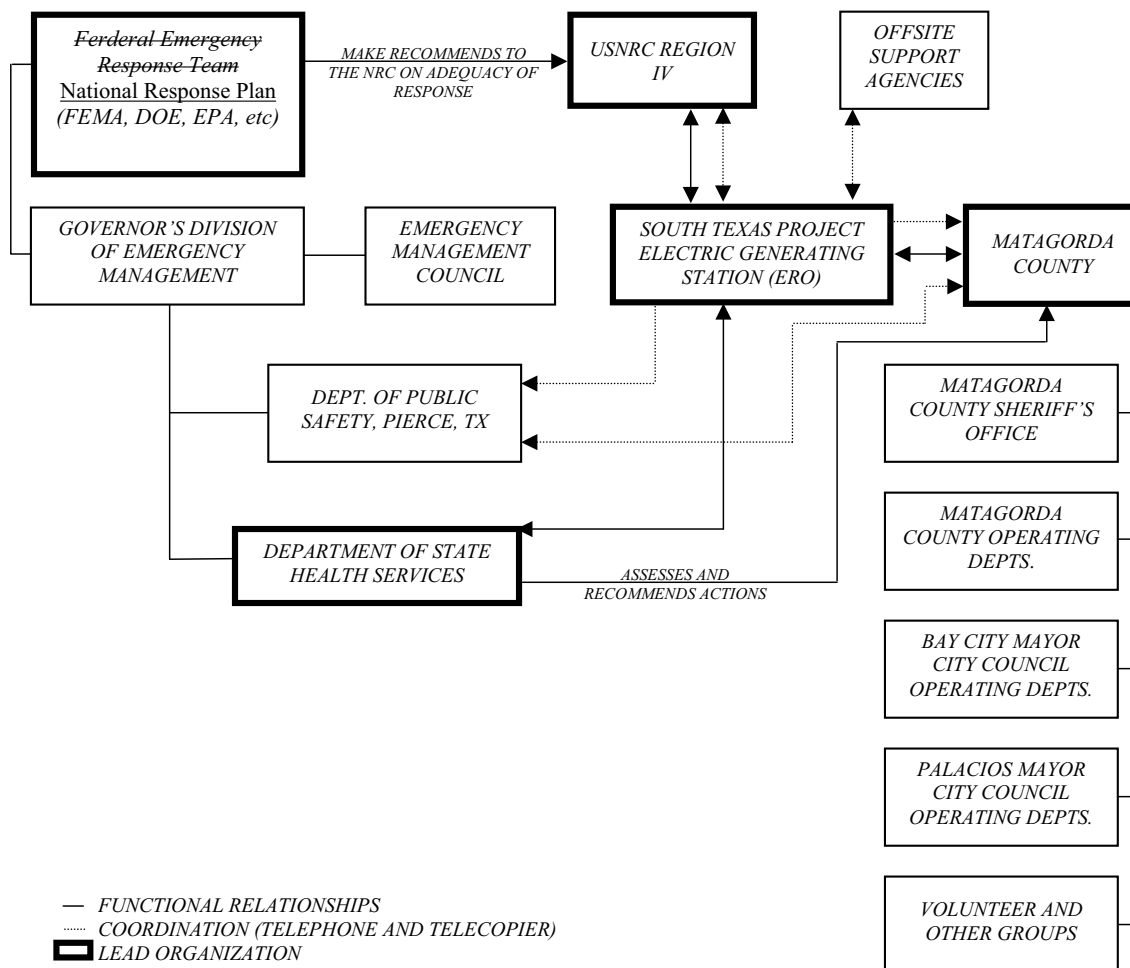 Ferderal Emergency
Response Team
National Response Plan
(FEMA, DOE, EPA, etc)
MAKE RECOMMENDS TO
THE NRC ON ADEQUACY OF
RESPONSE
USNRC REGION
IV
OFFSITE
SUPPORT
AGENCIES
GOVERNOR'S DIVISION
OF EMERGENCY
MANAGEMENT
EMERGENCY
MANAGEMENT
COUNCIL
SOUTH TEXAS PROJECT
ELECTRIC GENERATING
STATION (ERO)
MATAGORDA
COUNTY
DEPT. OF PUBLIC
SAFETY, PIERCE, TX
MATAGORDA
COUNTY SHERIFF'S
OFFICE
DEPARTMENT OF STATE
HEALTH SERVICES
ASSESSES AND
RECOMMENDS ACTIONS
MATAGORDA
COUNTY OPERATING
DEPTS.
BAY CITY MAYOR
CITY COUNCIL
OPERATING DEPTS.
PALACIOS MAYOR
CITY COUNCIL
OPERATING DEPTS.
VOLUNTEER AND
OTHER GROUPS
FUNCTIONAL RELATIONSHIPS
COORDINATION (TELEPHONE AND TELECOPIER)
LEAD ORGANIZATION